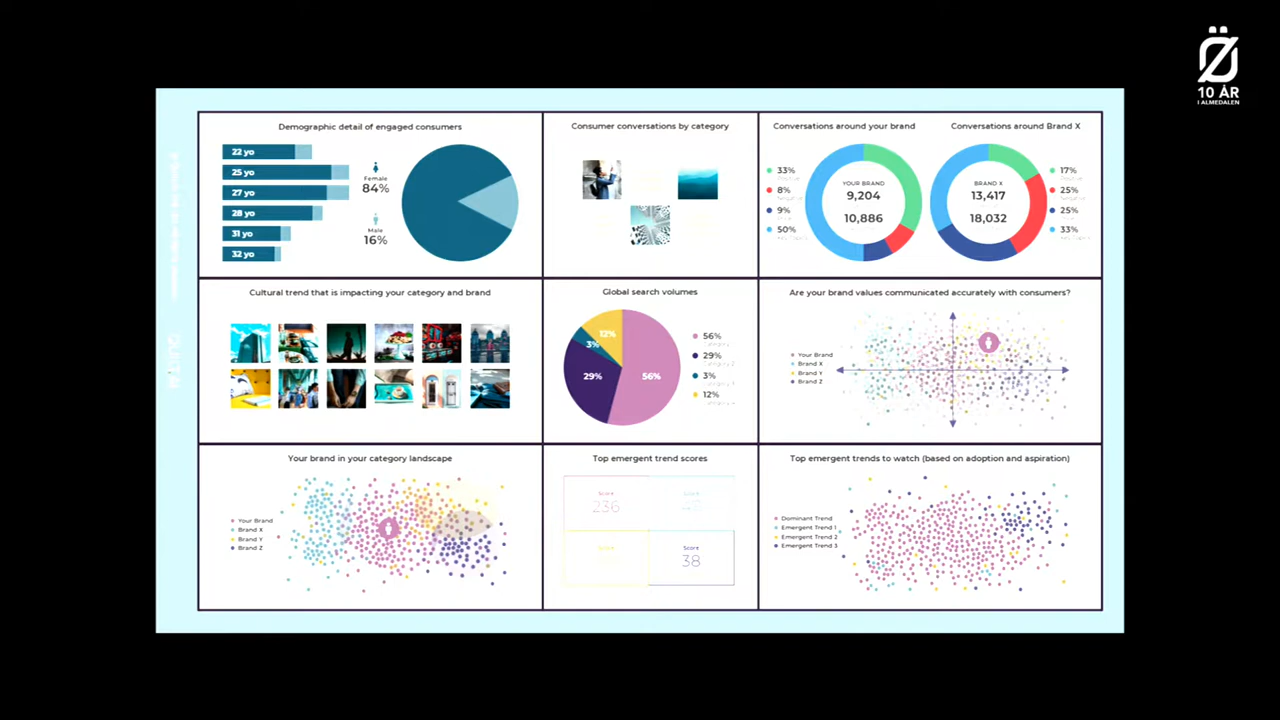 Ö
10 ÅR
I ALMEDALEN
Demographic detail of engaged consumers
22 yo
25 yo
27 yo
28 yo
31 yo
32 yo
Female
84%
Male
16%
Consumer conversations by category
Conversations around your brand
33%
8%
9%
50%
YOUR BRAND
9,204
10,886
Conversations around Brand X
BRAND X
13,417
18,032
17%
25%
25%
33%
Cultural trend that is impacting your category and brand
Global search volumes
12%
3%
29%
56%
56%
29%
3%
12%
Are your brand values communicated accurately with consumers?
Your Brand
Brand X
Brand Y
Brand Z
Your brand in your category landscape
Your Brand
Brand X
Brand Y
Brand Z
Top emergent trend scores
Score
236
Score
Score
Score
38
Top emergent trends to watch (based on adoption and aspiration)
Dominant Trend
Emergent Trend 1
Emergent Trend 2
Emergent Trend 3